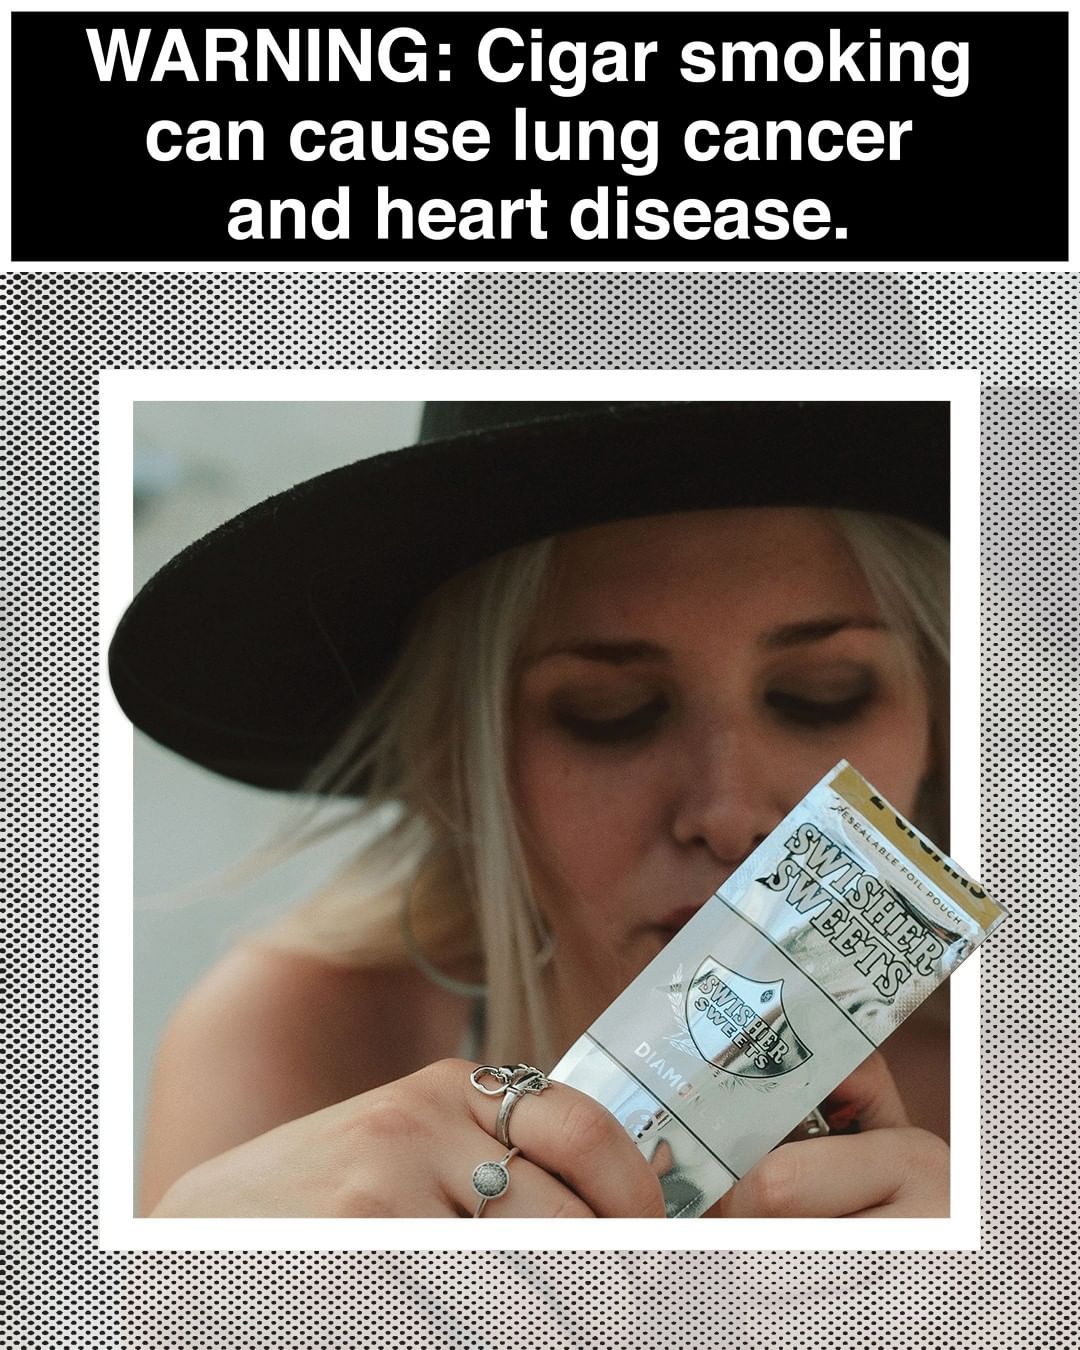 WARNING: Cigar smoking
can cause lung cancer
and heart disease.
RESEALABLE FOIL POUCH
SWISHER
SWEETS
SWISHER
SWEETS